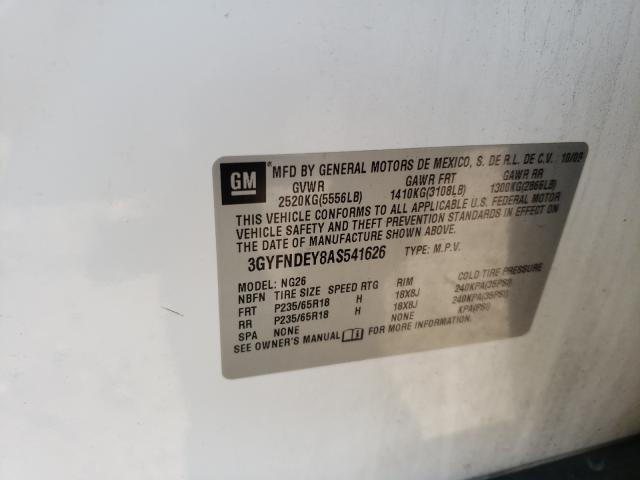 GM
MFD BY GENERAL MOTORS DE MEXICO, S. DE R.L. DE C.V. 10/09
GVWR GAWR FRT GAWR RR
2520KG(5556LB) 1410KG(3108LB) 1300KG(2866LB)
THIS VEHICLE CONFORMS TO ALL APPLICABLE U.S. FEDERAL MOTOR
VEHICLE SAFETY AND THEFT PREVENTION STANDARDS IN EFFECT ON
THE DATE OF MANUFACTURE SHOWN ABOVE.
3GYFNDEY8AS541626 TYPE: M.P.V.
MODEL: NG26
NBFN TIRE SIZE SPEED RTG RIM COLD TIRE PRESSURE
FRT P235/65R18 H 18X8J 240KPA(35PSI)
RR P235/65R18 H 18X8J 240KPA(35PSI)
SPA NONE NONE KPA(PSI)
SEE OWNER'S MANUAL FOR MORE INFORMATION.